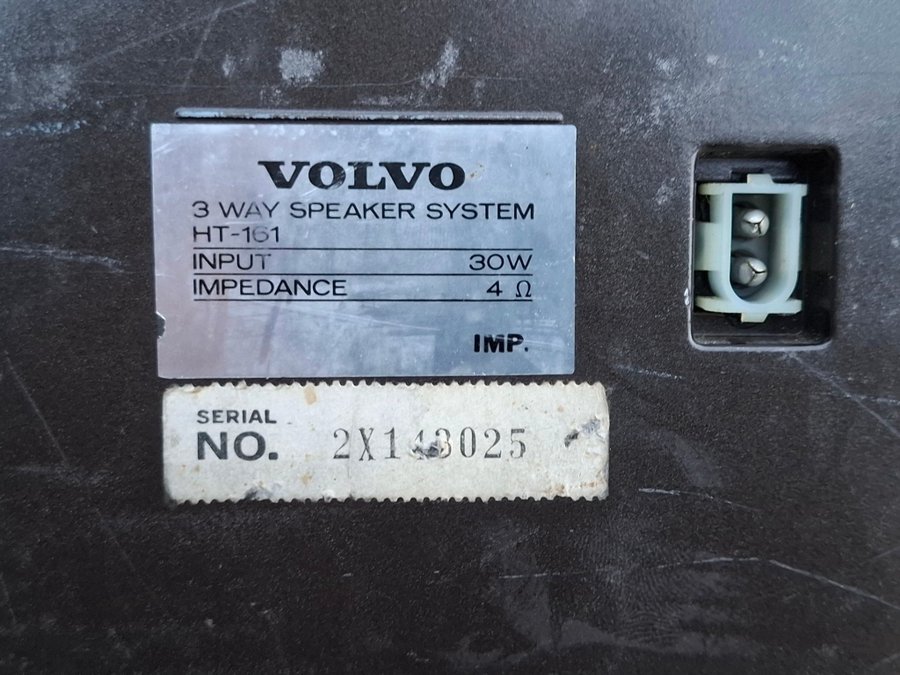 VOLVO
3 WAY SPEAKER SYSTEM
HT-161
INPUT 30W
IMPEDANCE 4 Ω
IMP.
SERIAL
NO. 2X143025